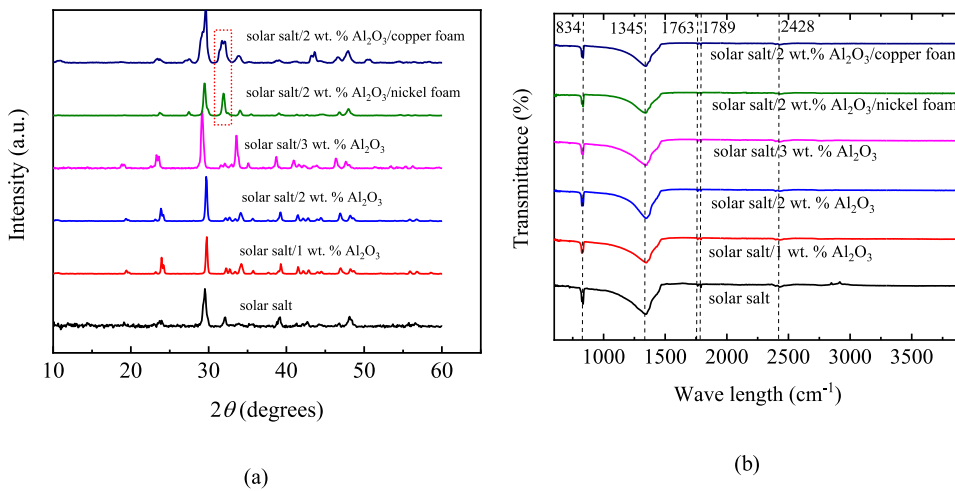 Intensity (a.u.)
solar salt/2 wt. % Al₂O₃/copper foam
solar salt/2 wt. % Al₂O₃/nickel foam
solar salt/3 wt. % Al₂O₃
solar salt/2 wt. % Al₂O₃
solar salt/1 wt. % Al₂O₃
solar salt
10 20 30 40 50 60
2θ (degrees)
(a)
Transmittance (%)
834 1345 1763 1789 2428
solar salt/2 wt.% Al₂O₃/copper foam
solar salt/2 wt.% Al₂O₃/nickel foam
solar salt/3 wt. % Al₂O₃
solar salt/2 wt. % Al₂O₃
solar salt/1 wt. % Al₂O₃
solar salt
1000 1500 2000 2500 3000 3500
Wave length (cm⁻¹)
(b)